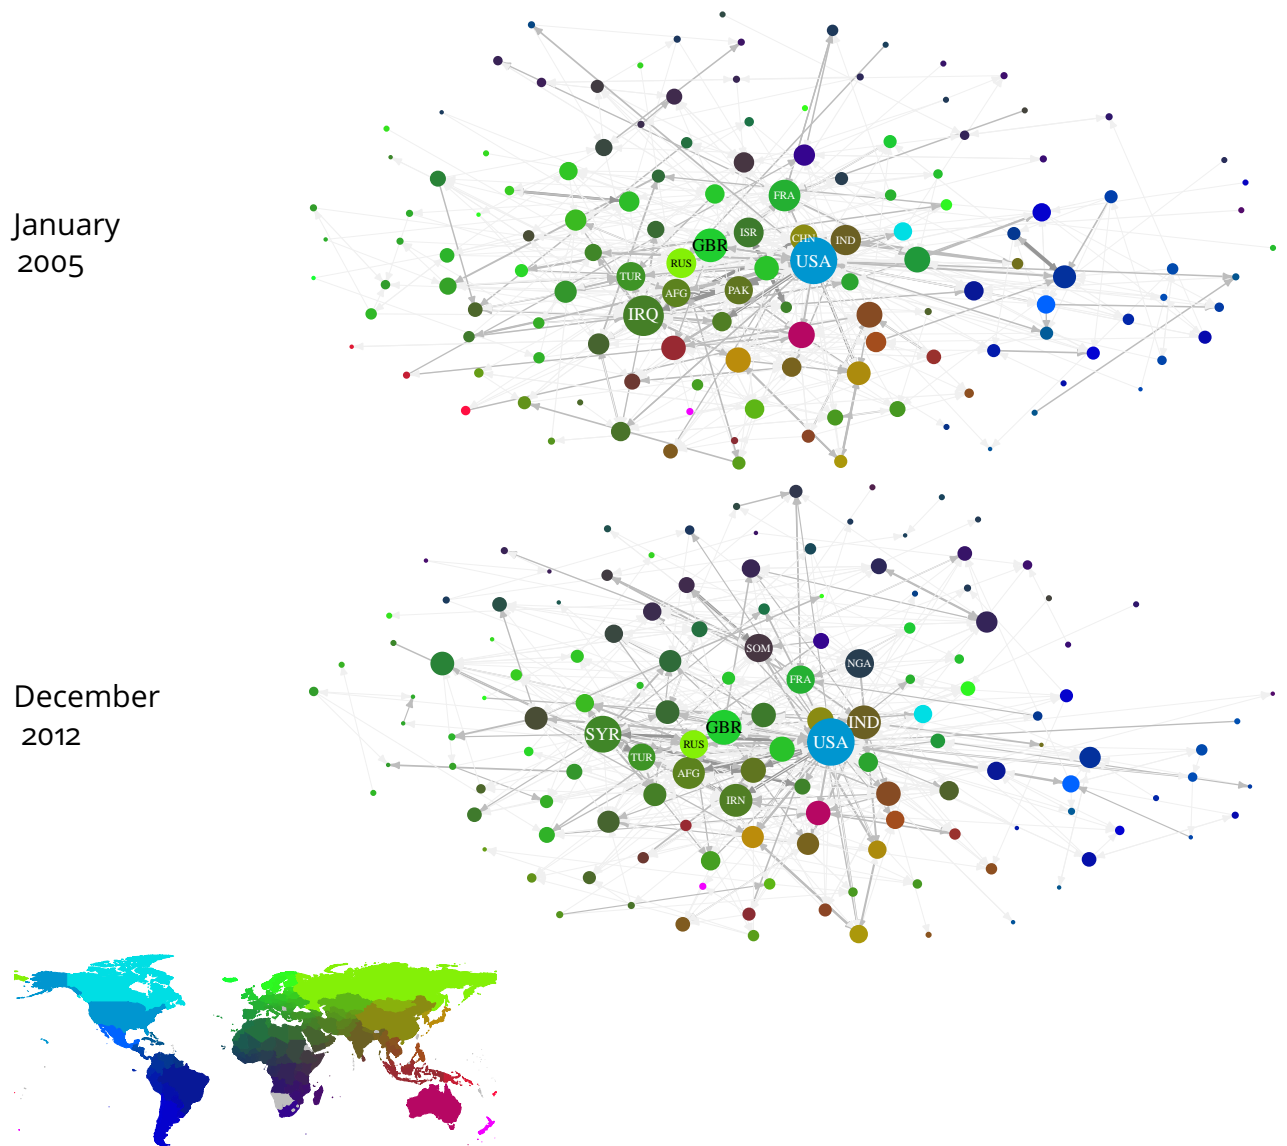 January
2005
FRA
ISR
GBR
CHN
IND
USA
RUS
TUR
AFG
PAK
IRQ
December
2012
SOM
NGA
FRA
SYR
GBR
IND
RUS
USA
TUR
AFG
IRN